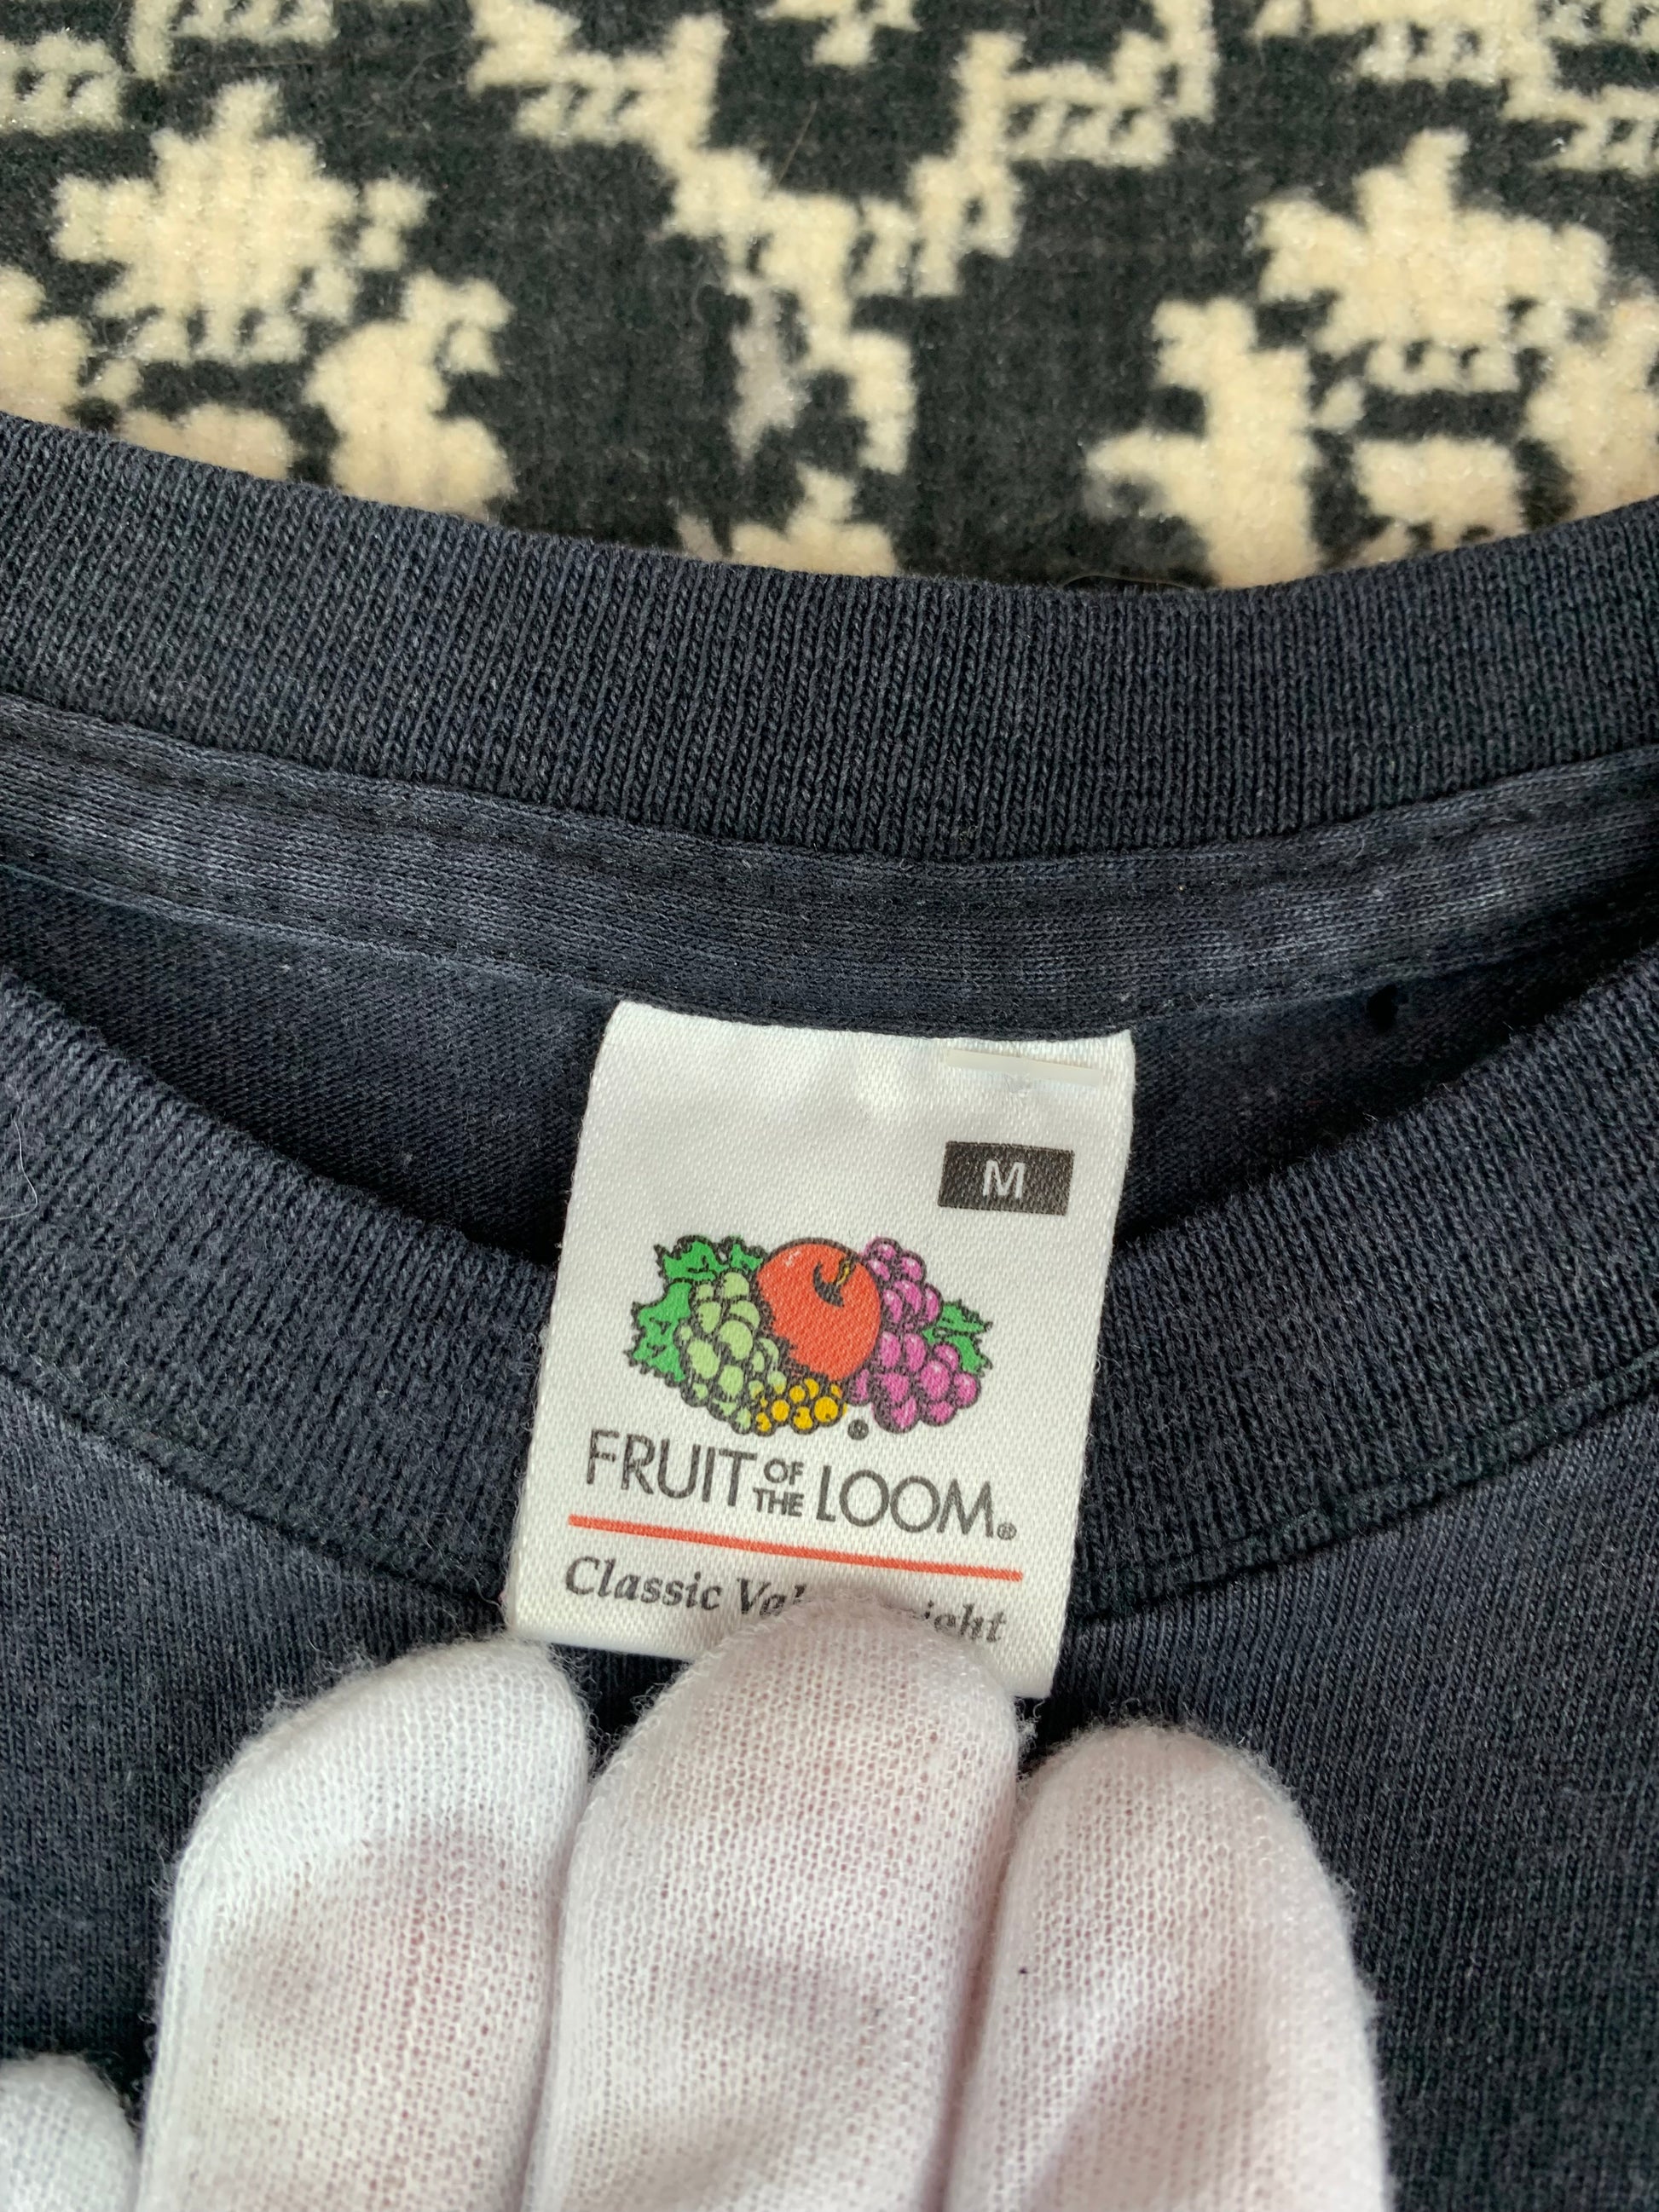 M
FRUIT OF THE LOOM®
Classic